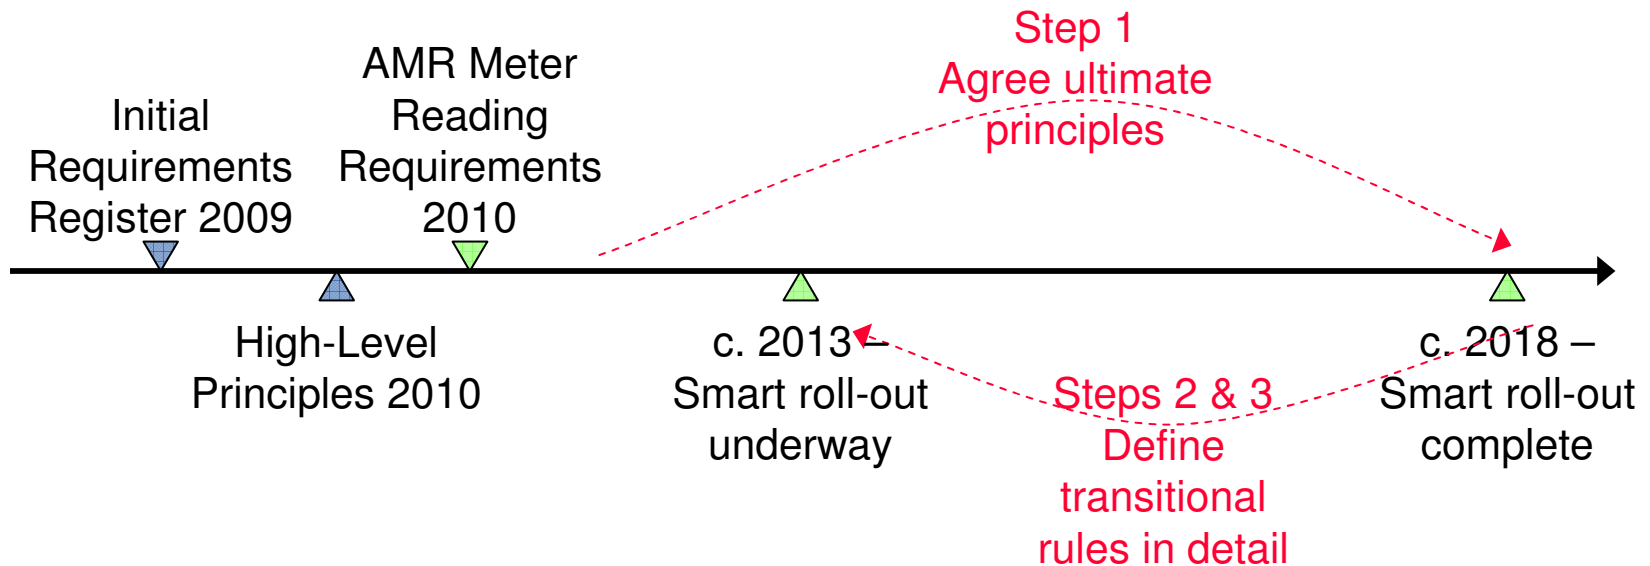 Initial
Requirements
Register 2009
AMR Meter
Reading
Requirements
2010
Step 1
Agree ultimate
principles
High-Level
Principles 2010
c. 2013 –
Smart roll-out
underway
Steps 2 & 3
Define
transitional
rules in detail
c. 2018 –
Smart roll-out
complete